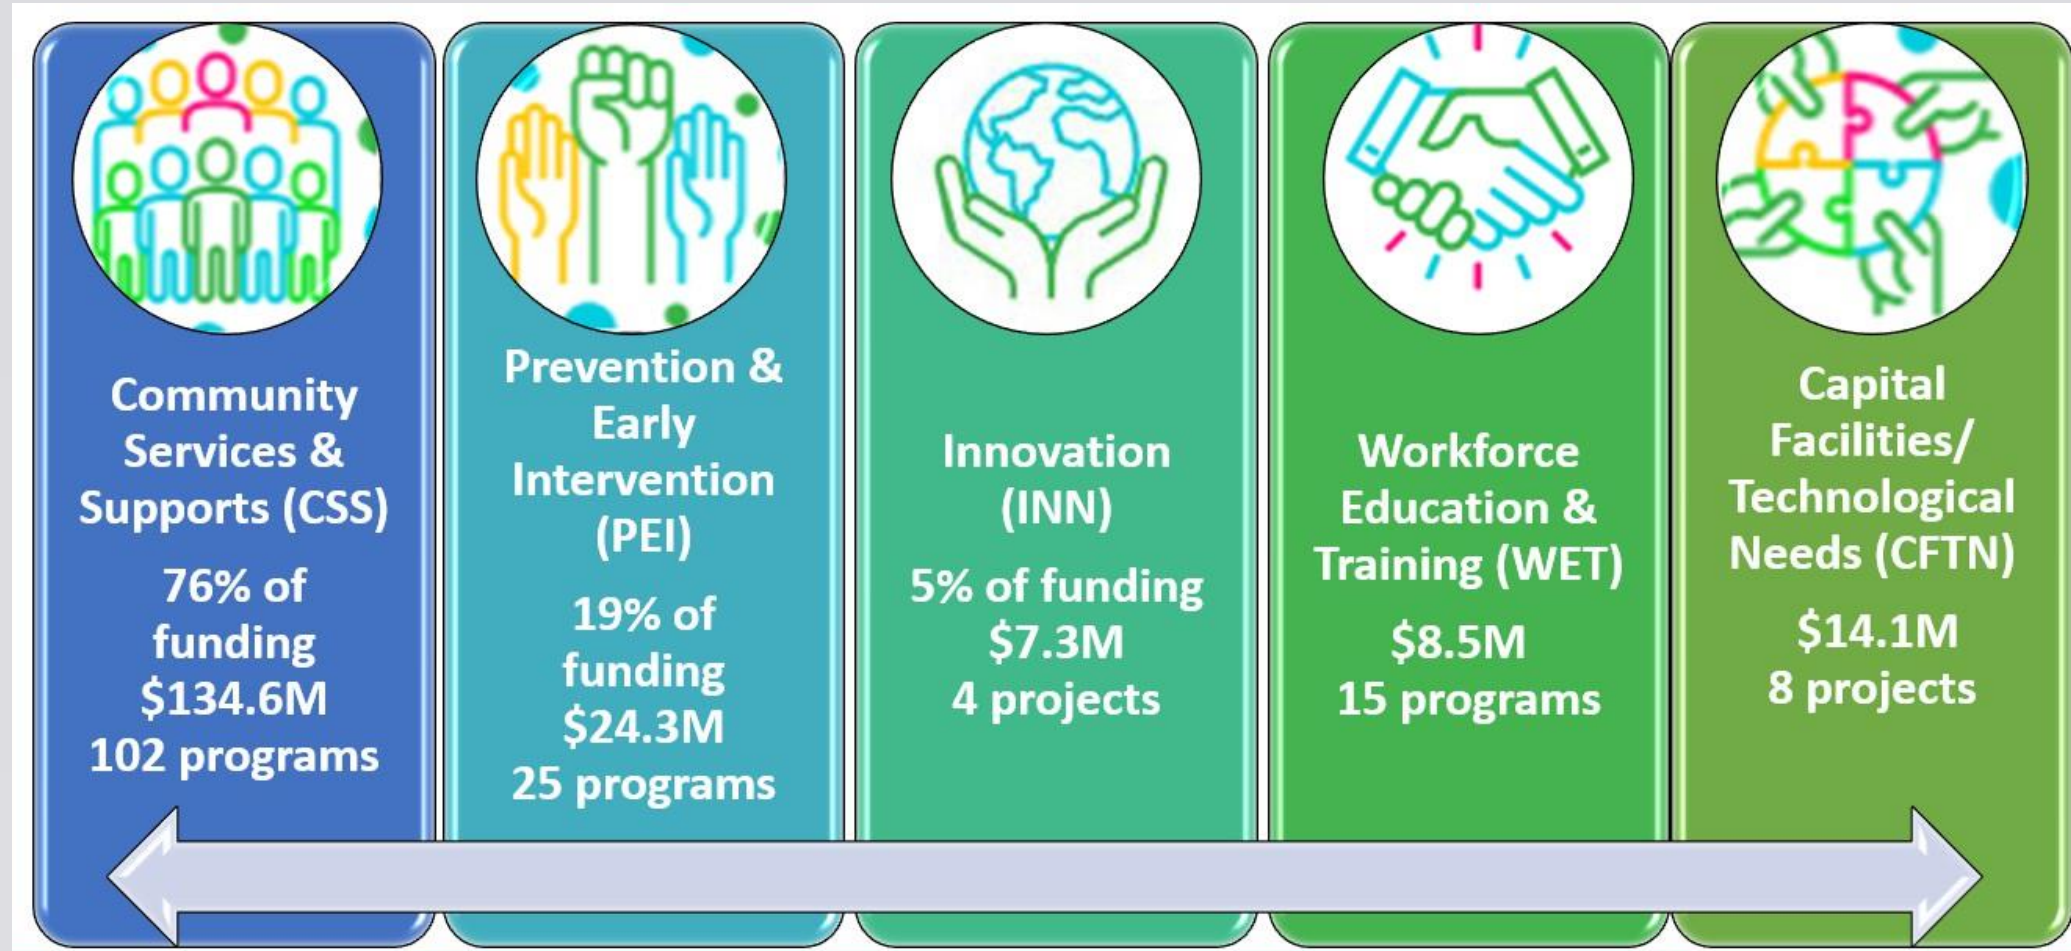 Community
Services &
Supports (CSS)
76% of
funding
$134.6M
102 programs
Prevention &
Early
Intervention
(PEI)
19% of
funding
$24.3M
25 programs
Innovation
(INN)
5% of funding
$7.3M
4 projects
Workforce
Education &
Training (WET)
$8.5M
15 programs
Capital
Facilities/
Technological
Needs (CFTN)
$14.1M
8 projects